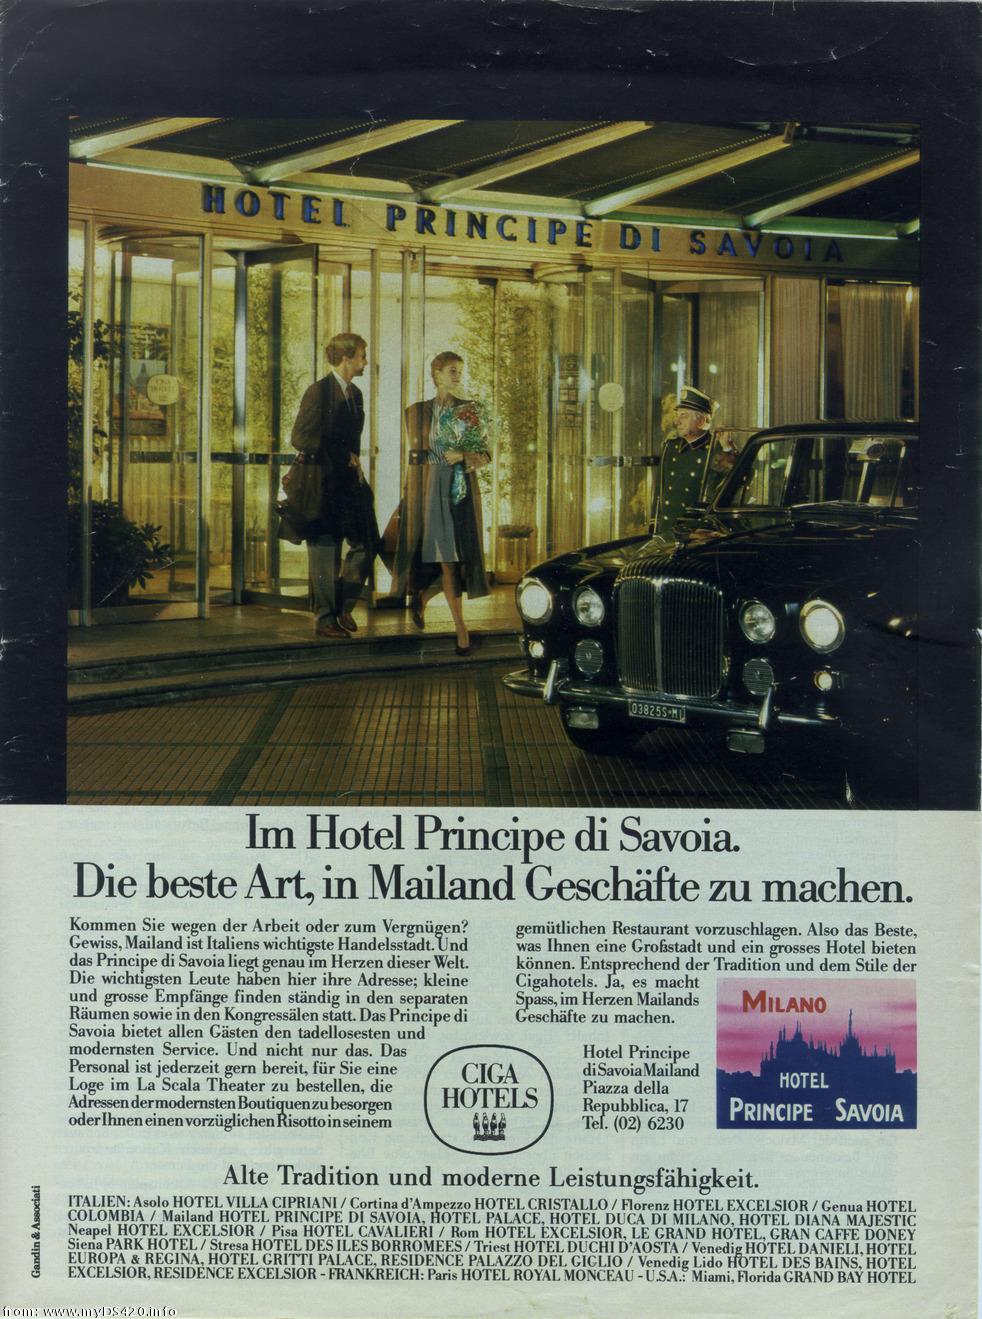 HOTEL PRINCIPE DI SAVOIA
CIGA
HOTELS
03825S-MI
Im Hotel Principe di Savoia.
Die beste Art, in Mailand Geschäfte zu machen.
Kommen Sie wegen der Arbeit oder zum Vergnügen?
Gewiss, Mailand ist Italiens wichtigste Handelsstadt. Und
das Principe di Savoia liegt genau im Herzen dieser Welt.
Die wichtigsten Leute haben hier ihre Adresse; kleine
und grosse Empfänge finden ständig in den separaten
Räumen sowie in den Kongressälen statt. Das Principe di
Savoia bietet allen Gästen den tadellosesten und
modernsten Service. Und nicht nur das. Das
Personal ist jederzeit gern bereit, für Sie eine
Loge im La Scala Theater zu bestellen, die
Adressen der modernsten Boutiquen zu besorgen
oder Ihnen einen vorzüglichen Risotto in seinem
gemütlichen Restaurant vorzuschlagen. Also das Beste,
was Ihnen eine Großstadt und ein grosses Hotel bieten
können. Entsprechend der Tradition und dem Stile der
Cigahotels. Ja, es macht
Spass, im Herzen Mailands
Geschäfte zu machen.
CIGA
HOTELS
Hotel Principe
di Savoia Mailand
Piazza della
Repubblica, 17
Tel. (02) 6230
MILANO
HOTEL
PRINCIPE SAVOIA
Alte Tradition und moderne Leistungsfähigkeit.
ITALIEN: Asolo HOTEL VILLA CIPRIANI / Cortina d'Ampezzo HOTEL CRISTALLO / Florenz HOTEL EXCELSIOR / Genua HOTEL
COLOMBIA / Mailand HOTEL PRINCIPE DI SAVOIA, HOTEL PALACE, HOTEL DUCA DI MILANO, HOTEL DIANA MAJESTIC
Neapel HOTEL EXCELSIOR / Pisa HOTEL CAVALIERI / Rom HOTEL EXCELSIOR, LE GRAND HOTEL, GRAN CAFFE DONEY
Siena PARK HOTEL / Stresa HOTEL DES ILES BORROMEES / Triest HOTEL DUCHI D'AOSTA / Venedig HOTEL DANIELI, HOTEL
EUROPA & REGINA, HOTEL GRITTI PALACE, RESIDENCE PALAZZO DEL GIGLIO / Venedig Lido HOTEL DES BAINS, HOTEL
EXCELSIOR, RESIDENCE EXCELSIOR - FRANKREICH: Paris HOTEL ROYAL MONCEAU - U.S.A.: Miami, Florida GRAND BAY HOTEL
Gandin & Associati
from: www.myDS420.info